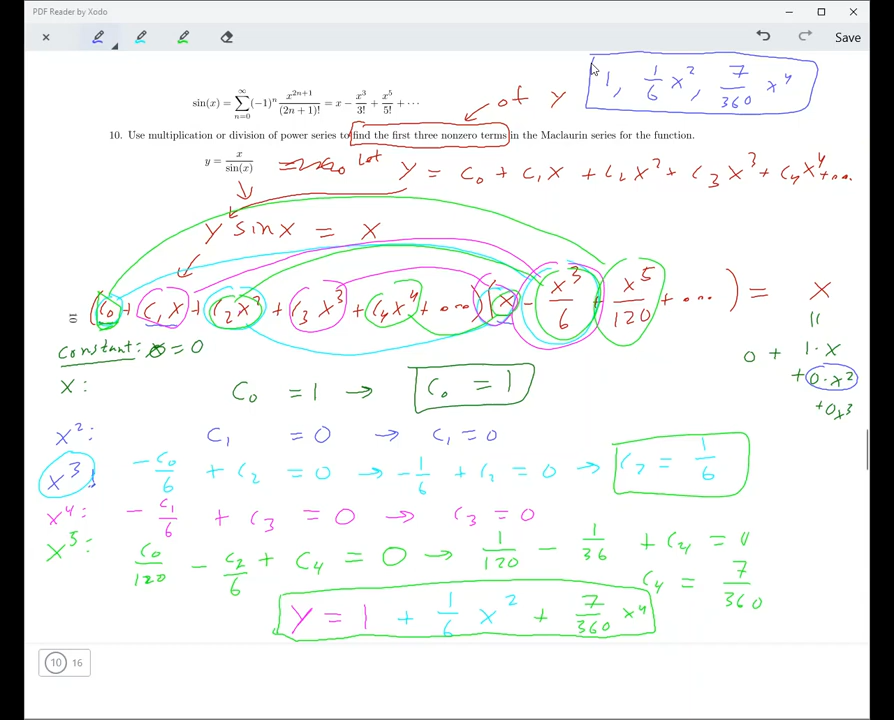 PDF Reader by Xodo
Save
1, 1/6 x², 7/360 x⁴
sin(x) = ∑_{n=0}^{∞} (−1)ⁿ x^{2n+1}/(2n+1)! = x − x³/3! + x⁵/5! + ⋯
of y
10. Use multiplication or division of power series to find the first three nonzero terms in the Maclaurin series for the function.
y = x/sin(x) Let y = c₀ + c₁x + c₂x² + c₃x³ + c₄x⁴ + ...
y sinx = x
(c₀ + c₁x + c₂x² + c₃x³ + c₄x⁴ + ...)(x − x³/6 + x⁵/120 + ...) = x
10
"
constant: = 0
0 + 1·x
x: c₀ = 1 → c₀ = 1
+ 0·x²
+0x³
x²: c₁ = 0 → c₁ = 0
x³: −c₀/6 + c₂ = 0 → −1/6 + c₂ = 0 → c₂ = 1/6
x⁴: −c₁/6 + c₃ = 0 → c₃ = 0
x⁵: c₀/120 − c₂/6 + c₄ = 0 → 1/120 − 1/36 + c₄ = 0
c₄ = 7/360
y = 1 + 1/6 x² + 7/360 x⁴
10 16